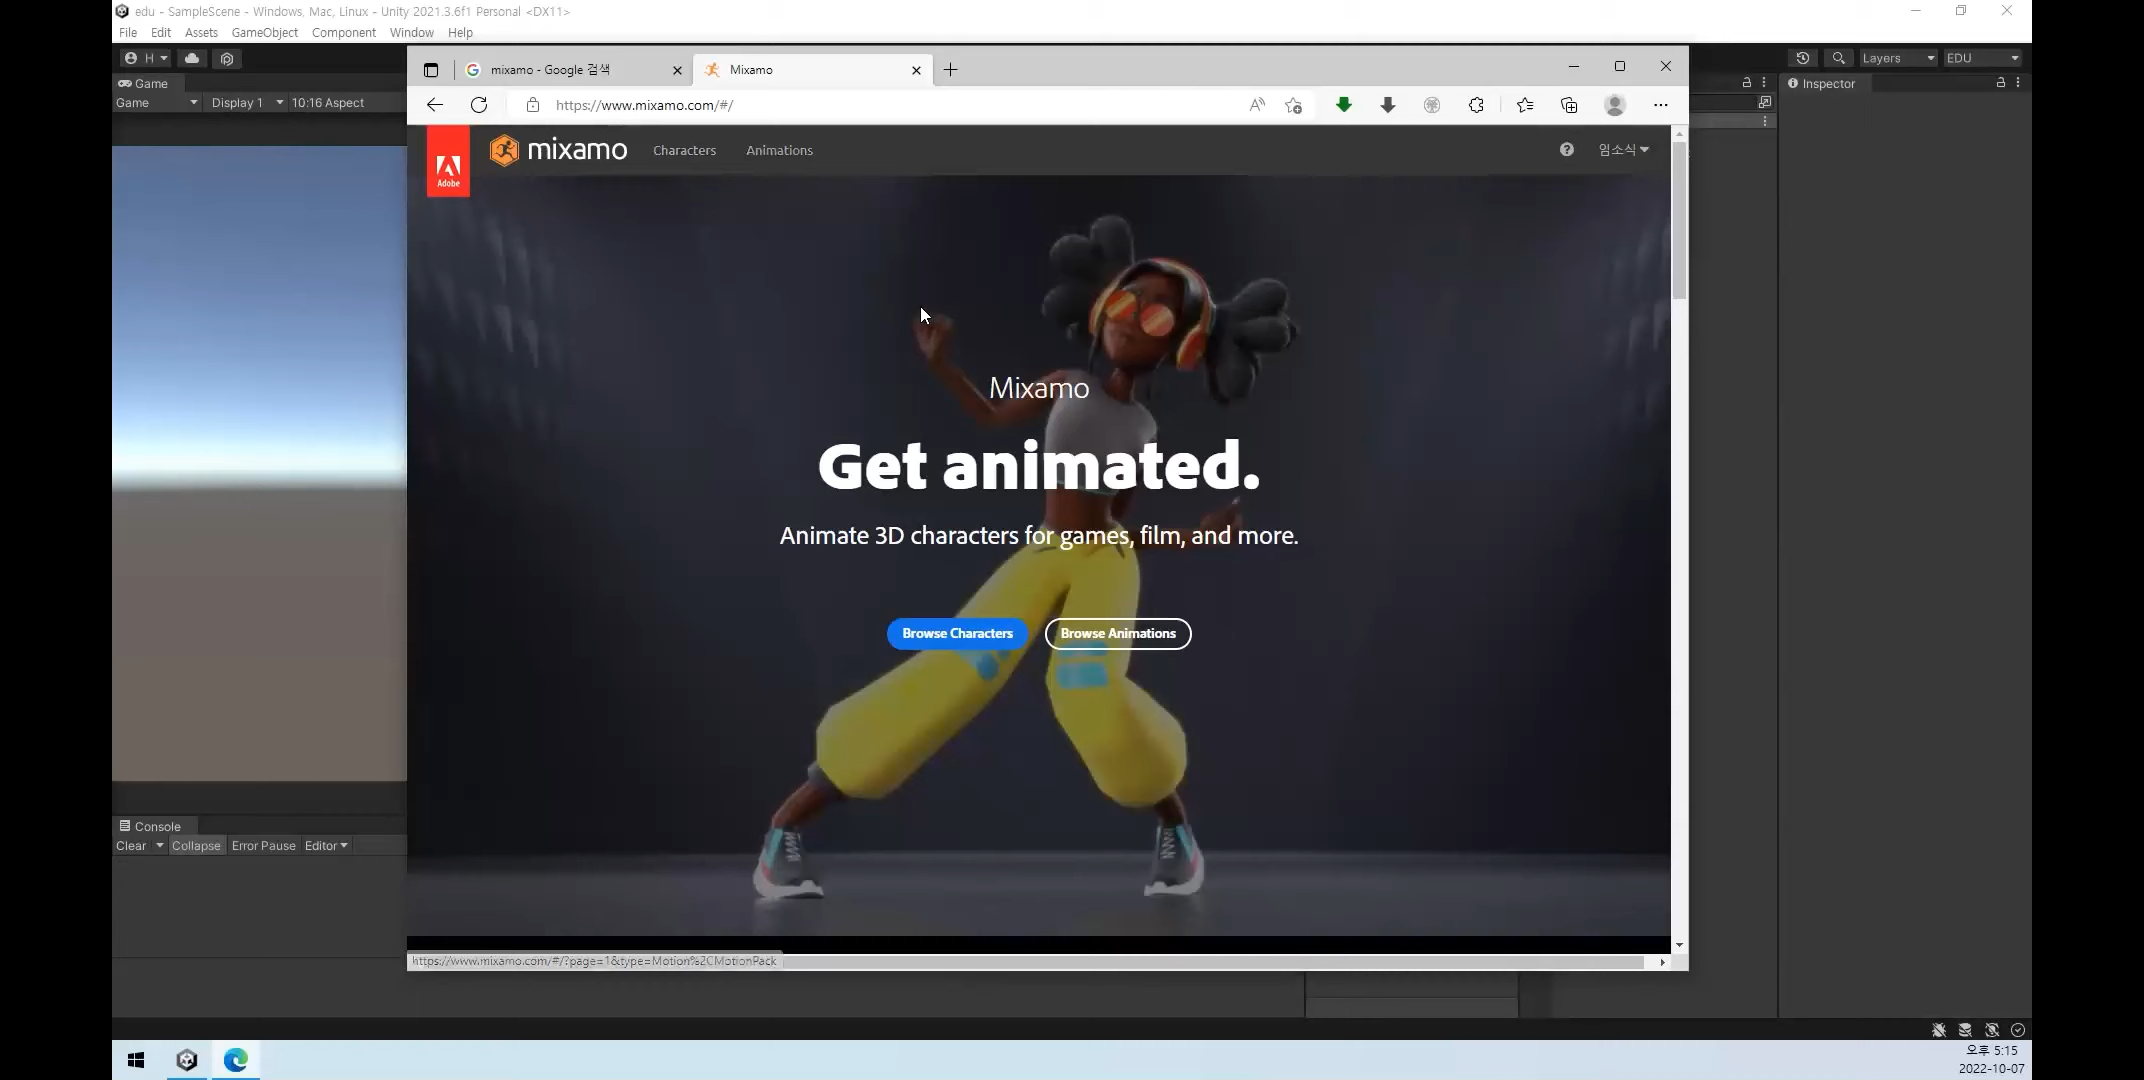 edu - SampleScene - Windows, Mac, Linux - Unity 2021.3.6f1 Personal <DX11>
File Edit Assets GameObject Component Window Help
H
Layers
EDU
Game
Inspector
Game
Display 1
10:16 Aspect
mixamo - Google 검색
Mixamo
https://www.mixamo.com/#/
Adobe
mixamo
Characters
Animations
임소식
Mixamo
Get animated.
Animate 3D characters for games, film, and more.
Browse Characters
Browse Animations
Console
Clear
Collapse
Error Pause
Editor
https://www.mixamo.com/#/?page=1&type=Motion%2CMotionPack
오후 5:15
2022-10-07